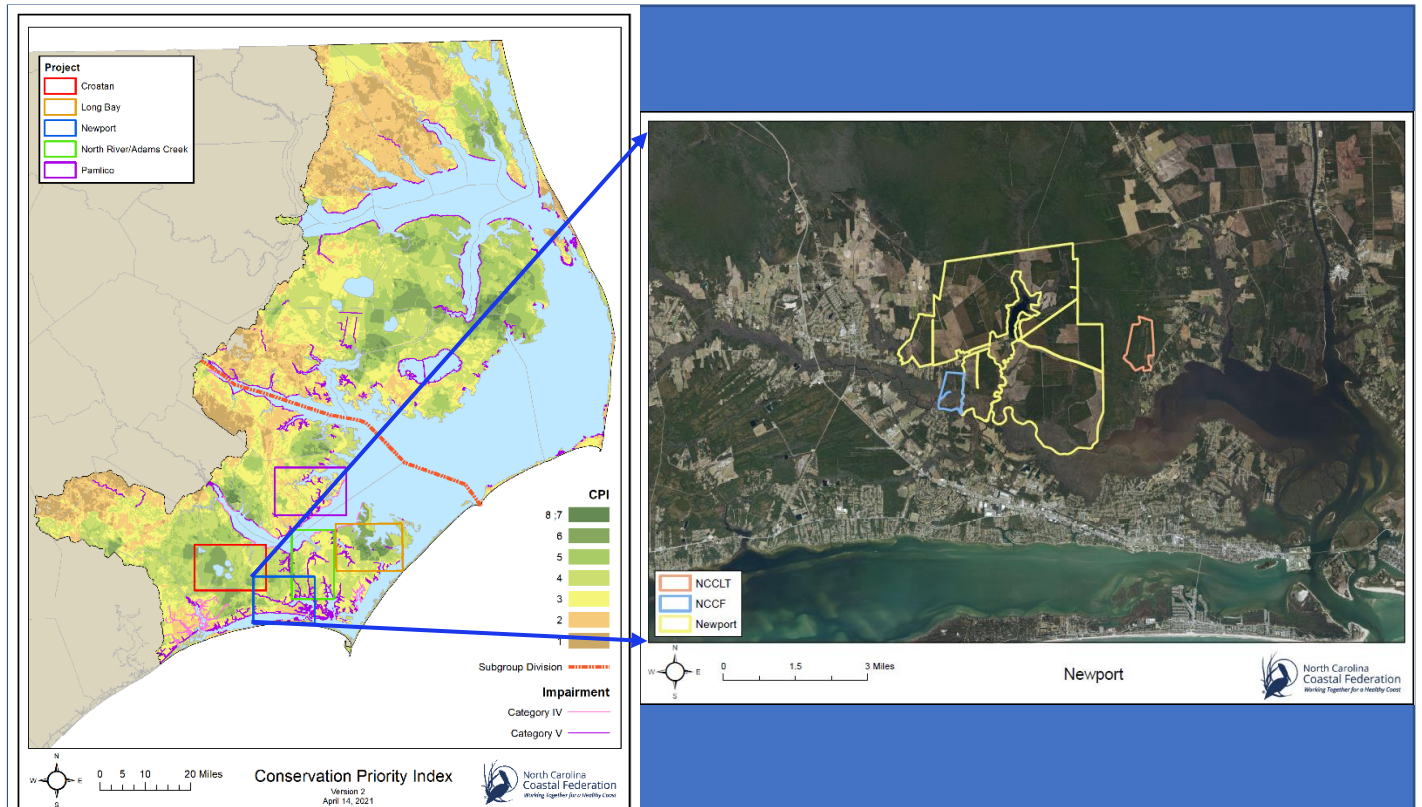 Project
Croatan
Long Bay
Newport
North River/Adams Creek
Pamlico
CPI
8 ;7
6
5
4
3
2
1
Subgroup Division
Impairment
Category IV
Category V
N
W E
S
0 5 10 20 Miles
Conservation Priority Index
Version 2
April 14, 2021
North Carolina
Coastal Federation
Working Together for a Healthy Coast
NCCLT
NCCF
Newport
N
W E
S
0 1.5 3 Miles
Newport
North Carolina
Coastal Federation
Working Together for a Healthy Coast